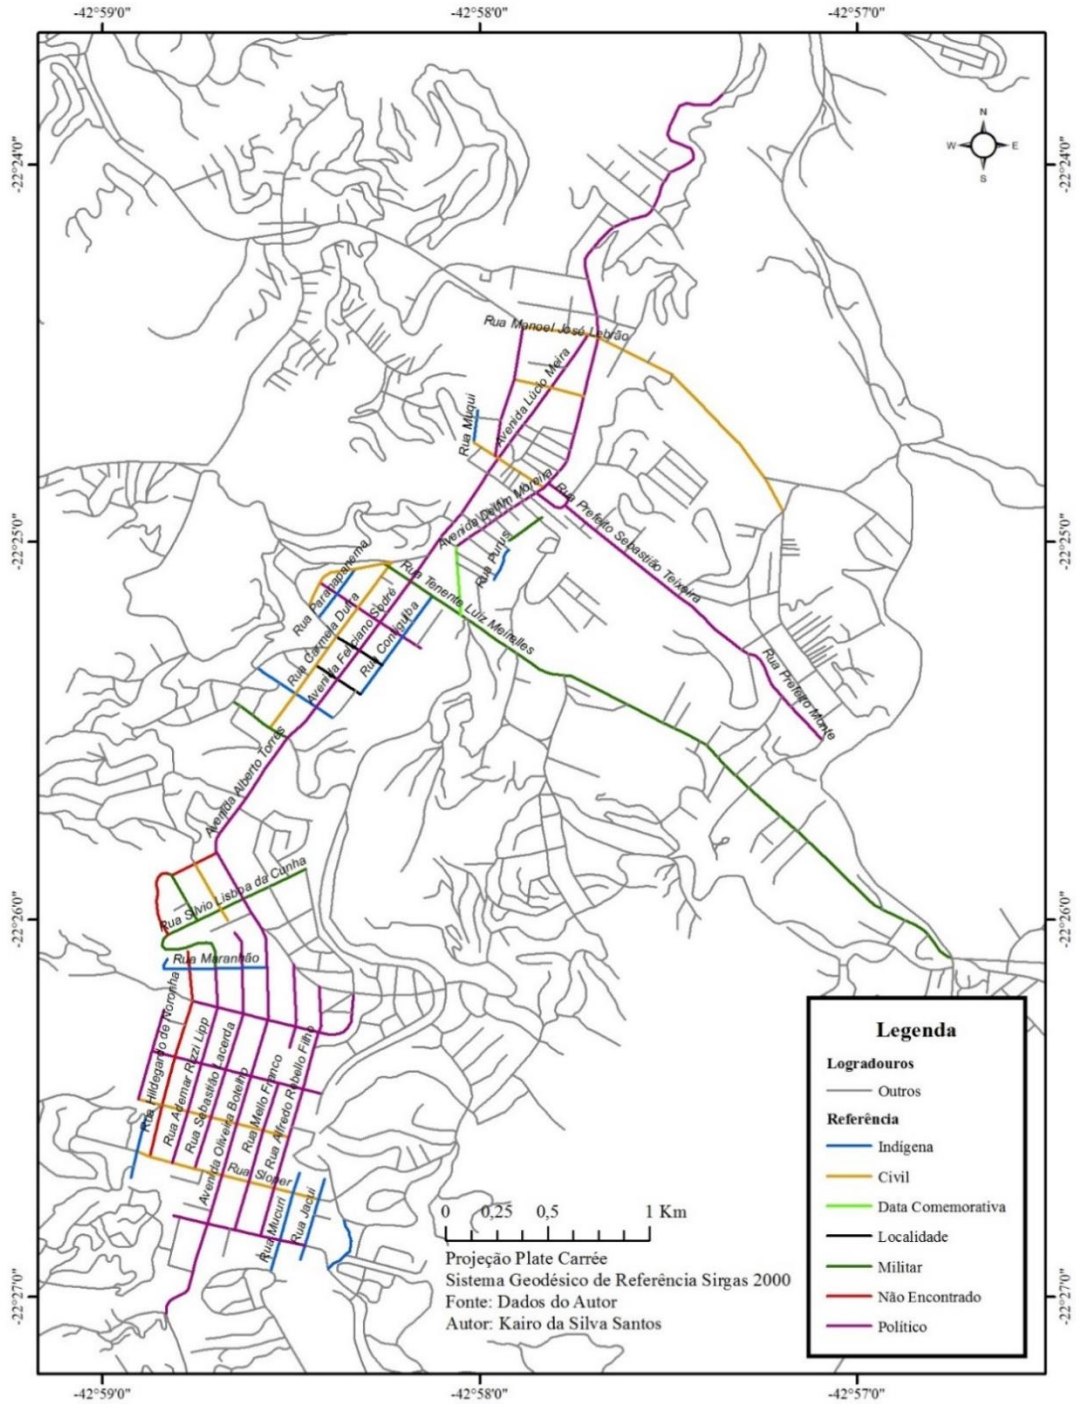 -42°59'0"
-42°58'0"
-42°57'0"
-22°24'0"
-22°24'0"
N
W
E
S
Rua Manoel José Lebrão
Avenida Lúcio Meira
Rua Muqui
Avenida Delfim Moreira
Rua Prefeito Sebastião Teixeira
-22°25'0"
-22°25'0"
Rua Purus
Rua Paranapanema
Rua Tenente Luiz Meirelles
Rua Carmela Dutra
Avenida Feliciano Sodré
Rua Coritguba
Rua Prefeito Monte
Avenida Alberto Torres
Rua Silvio Lisboa da Cunha
-22°26'0"
-22°26'0"
Rua Maranhão
Rua Hildegardo de Noronha
Rua Ademar Rizzi Lipp
Rua Sebastião Lacerda
Avenida Oliveira Botelho
Rua Mello Franco
Rua Alfredo Rebello Filho
Rua Sloper
Rua Mucuri
Rua Jacuí
Legenda
Logradouros
Outros
Referência
Indígena
Civil
Data Comemorativa
Localidade
Militar
Não Encontrado
Político
0 0,25 0,5 1 Km
Projeção Plate Carrée
Sistema Geodésico de Referência Sirgas 2000
Fonte: Dados do Autor
Autor: Kairo da Silva Santos
-22°27'0"
-22°27'0"
-42°59'0"
-42°58'0"
-42°57'0"